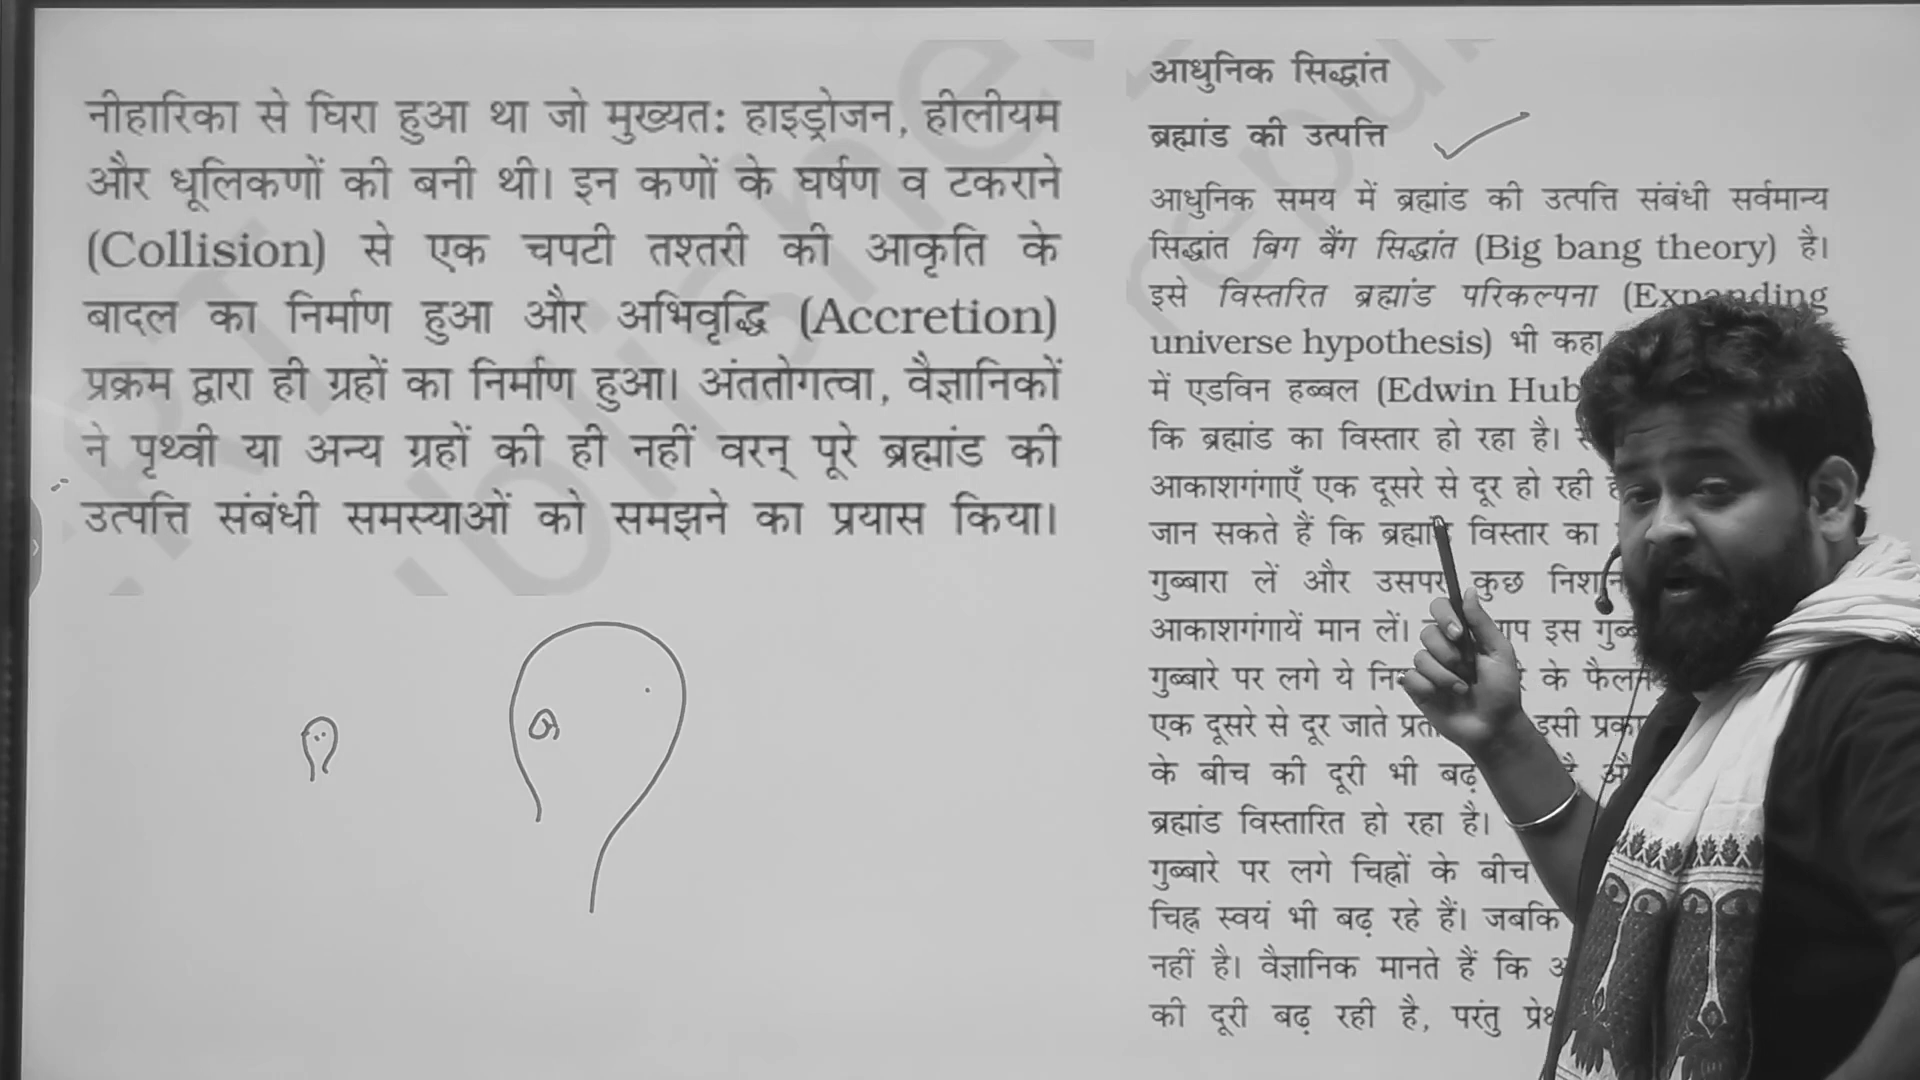 नीहारिका से घिरा हुआ था जो मुख्यत: हाइड्रोजन, हीलीयम
और धूलिकणों की बनी थी। इन कणों के घर्षण व टकराने
(Collision) से एक चपटी तश्तरी की आकृति के
बादल का निर्माण हुआ और अभिवृद्धि (Accretion)
प्रक्रम द्वारा ही ग्रहों का निर्माण हुआ। अंततोगत्वा, वैज्ञानिकों
ने पृथ्वी या अन्य ग्रहों की ही नहीं वरन् पूरे ब्रह्मांड की
उत्पत्ति संबंधी समस्याओं को समझने का प्रयास किया।
आधुनिक सिद्धांत
ब्रह्मांड की उत्पत्ति
आधुनिक समय में ब्रह्मांड की उत्पत्ति संबंधी सर्वमान्य
सिद्धांत बिग बैंग सिद्धांत (Big bang theory) है।
इसे विस्तरित ब्रह्मांड परिकल्पना (Expanding
universe hypothesis) भी कहा
में एडविन हब्बल (Edwin Hub
कि ब्रह्मांड का विस्तार हो रहा है।
आकाशगंगाएँ एक दूसरे से दूर हो रही
जान सकते हैं कि विस्तार का
गुब्बारा लें और उसपर कुछ
आकाशगंगायें मान लें। इस
गुब्बारे पर लगे ये के
एक दूसरे से दूर जाते
के बीच की दूरी भी बढ़
ब्रह्मांड विस्तारित हो रहा है।
गुब्बारे पर लगे चिह्नों के बीच
चिह्न स्वयं भी बढ़ रहे हैं। जबकि
नहीं है। वैज्ञानिक मानते हैं कि
की दूरी बढ़ रही है, परंतु